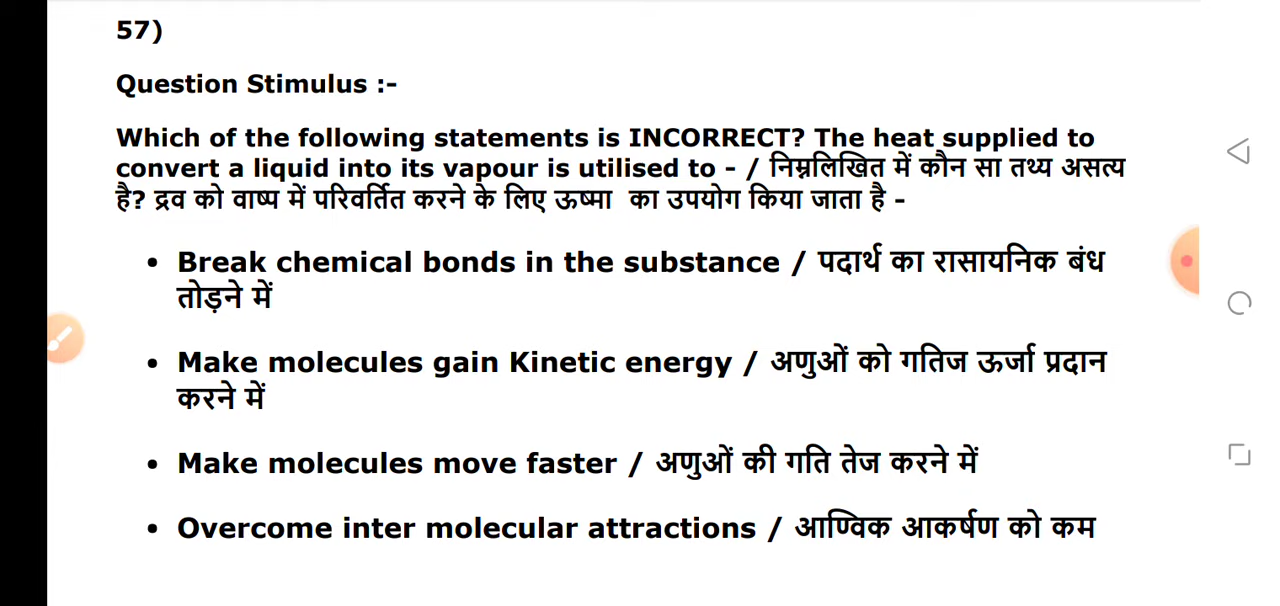 57)
Question Stimulus :-
Which of the following statements is INCORRECT? The heat supplied to
convert a liquid into its vapour is utilised to - / निम्नलिखित में कौन सा तथ्य असत्य
है? द्रव को वाष्प में परिवर्तित करने के लिए ऊष्मा का उपयोग किया जाता है -
• Break chemical bonds in the substance / पदार्थ का रासायनिक बंध
तोड़ने में
• Make molecules gain Kinetic energy / अणुओं को गतिज ऊर्जा प्रदान
करने में
• Make molecules move faster / अणुओं की गति तेज करने में
• Overcome inter molecular attractions / आण्विक आकर्षण को कम